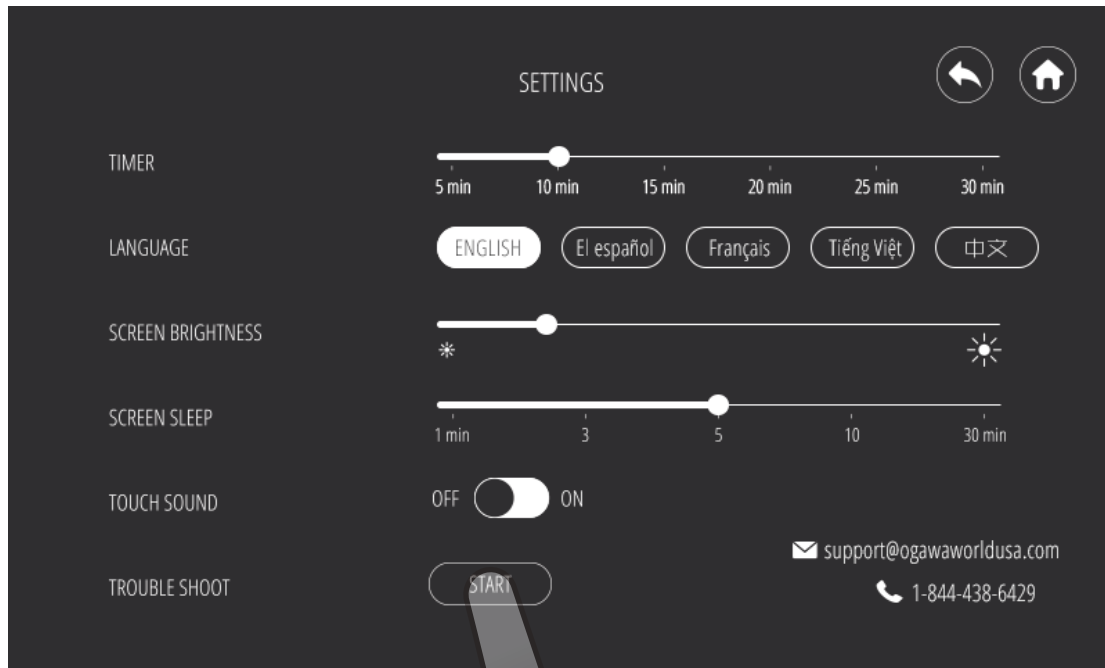 SETTINGS
TIMER
5 min 10 min 15 min 20 min 25 min 30 min
LANGUAGE ENGLISH El español Français Tiếng Việt 中文
SCREEN BRIGHTNESS
SCREEN SLEEP
1 min 3 5 10 30 min
TOUCH SOUND OFF ON
support@ogawaworldusa.com
TROUBLE SHOOT START 1-844-438-6429